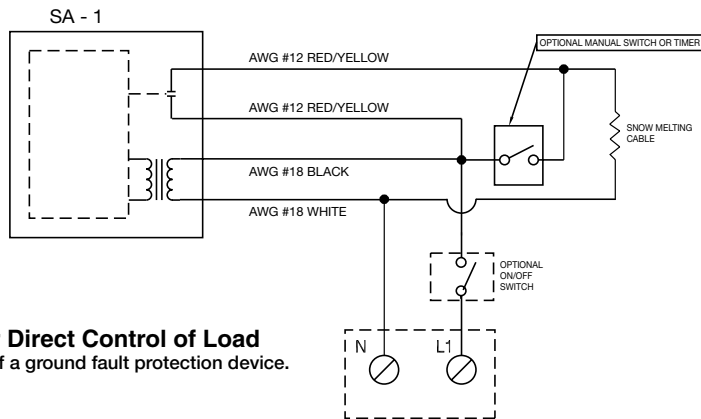 SA - 1
OPTIONAL MANUAL SWITCH OR TIMER
AWG #12 RED/YELLOW
AWG #12 RED/YELLOW
SNOW MELTING
CABLE
AWG #18 BLACK
AWG #18 WHITE
OPTIONAL
ON/OFF
SWITCH
Direct Control of Load
f a ground fault protection device.
N
L1